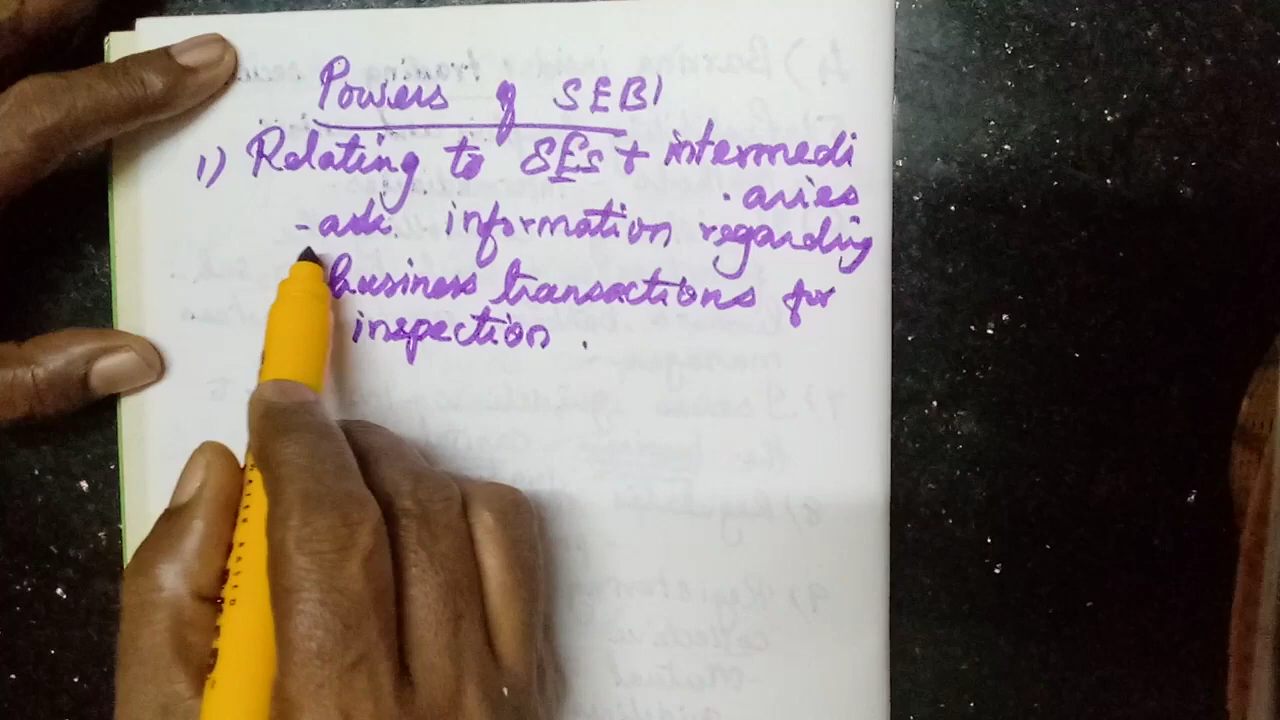 Powers of SEBI
1) Relating to SEs + intermedi
aries
- ask information regarding
business transactions for
inspection.